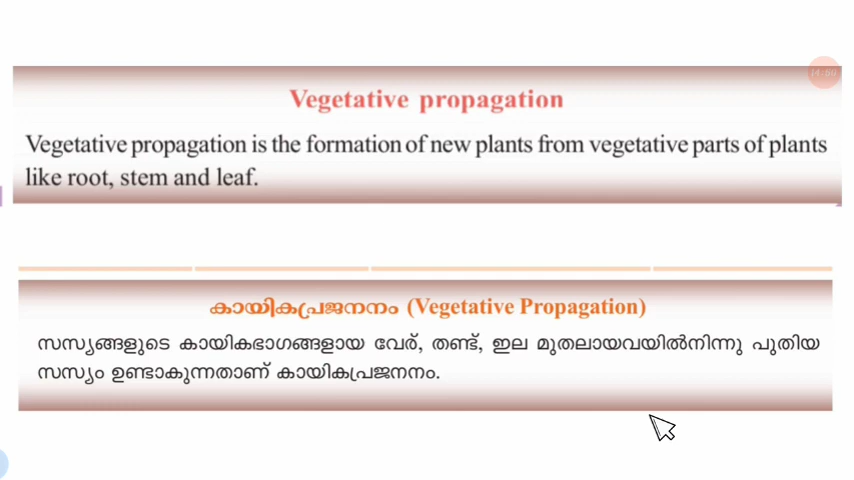 14:50
Vegetative propagation
Vegetative propagation is the formation of new plants from vegetative parts of plants
like root, stem and leaf.
കായികപ്രജനനം (Vegetative Propagation)
സസ്യങ്ങളുടെ കായികഭാഗങ്ങളായ വേര്, തണ്ട്, ഇല മുതലായവയിൽനിന്നു പുതിയ
സസ്യം ഉണ്ടാകുന്നതാണ് കായികപ്രജനനം.